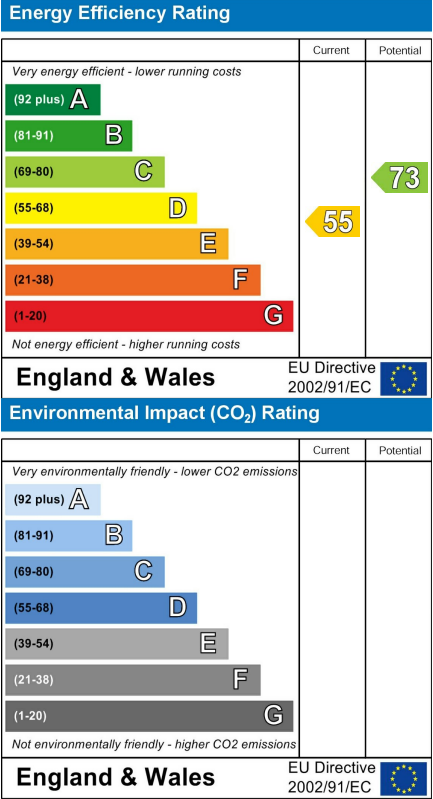 Energy Efficiency Rating
Current Potential
Very energy efficient - lower running costs
(92 plus) A
(81-91) B
(69-80) C
73
(55-68) D
55
(39-54) E
(21-38) F
(1-20) G
Not energy efficient - higher running costs
England & Wales
EU Directive
2002/91/EC
Environmental Impact (CO₂) Rating
Current Potential
Very environmentally friendly - lower CO2 emissions
(92 plus) A
(81-91) B
(69-80) C
(55-68) D
(39-54) E
(21-38) F
(1-20) G
Not environmentally friendly - higher CO2 emissions
England & Wales
EU Directive
2002/91/EC